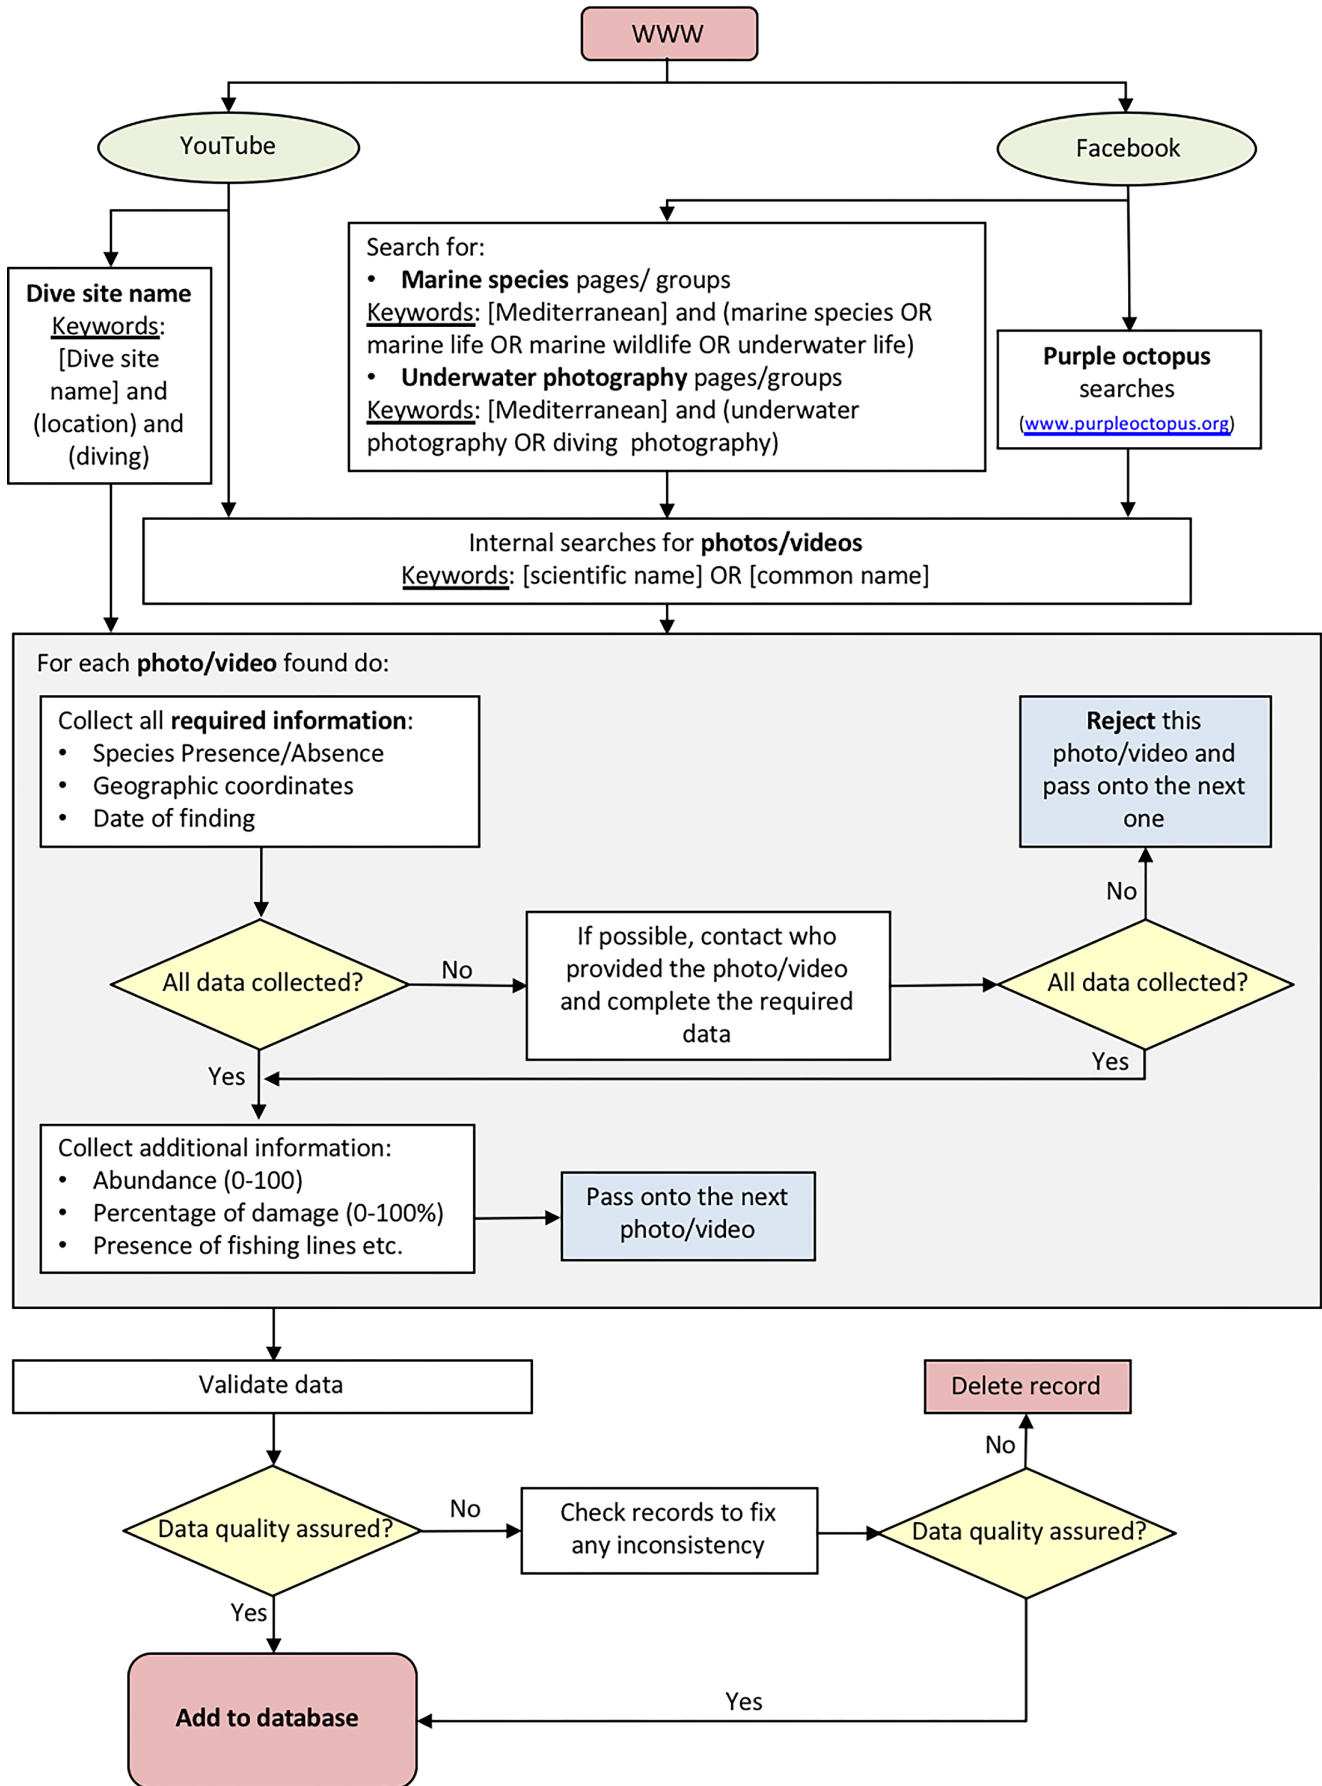 WWW
YouTube
Facebook
Dive site name
Keywords:
[Dive site
name] and
(location) and
(diving)
Search for:
• Marine species pages/ groups
Keywords: [Mediterranean] and (marine species OR
marine life OR marine wildlife OR underwater life)
• Underwater photography pages/groups
Keywords: [Mediterranean] and (underwater
photography OR diving photography)
Purple octopus
searches
(www.purpleoctopus.org)
Internal searches for photos/videos
Keywords: [scientific name] OR [common name]
For each photo/video found do:
Collect all required information:
• Species Presence/Absence
• Geographic coordinates
• Date of finding
Reject this
photo/video and
pass onto the next
one
No
All data collected?
No
If possible, contact who
provided the photo/video
and complete the required
data
All data collected?
Yes
Yes
Collect additional information:
• Abundance (0-100)
• Percentage of damage (0-100%)
• Presence of fishing lines etc.
Pass onto the next
photo/video
Validate data
Delete record
No
Data quality assured?
No
Check records to fix
any inconsistency
Data quality assured?
Yes
Add to database
Yes